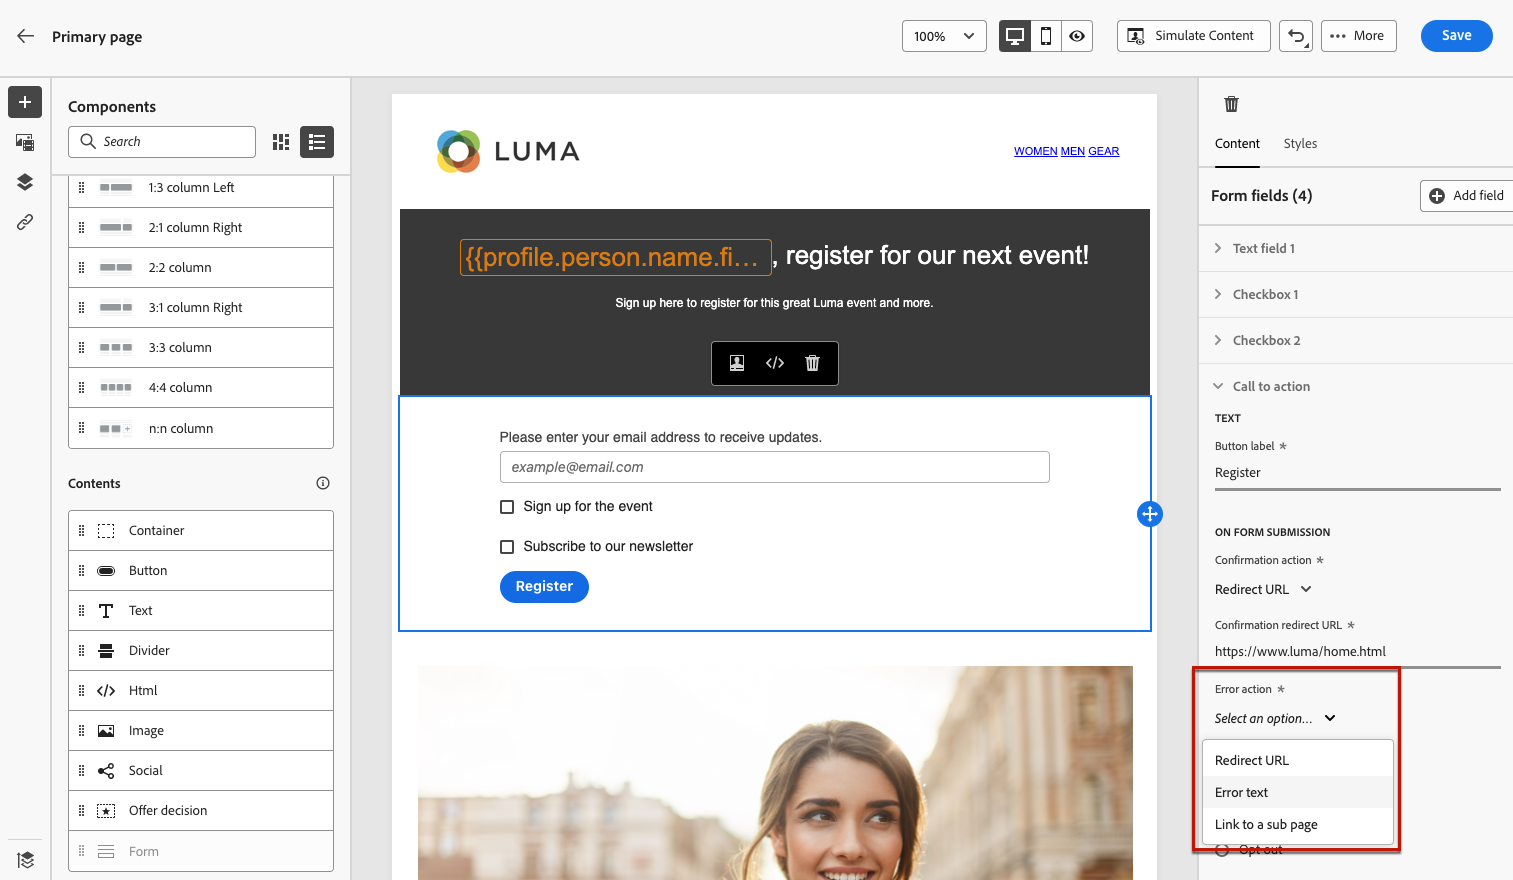 Primary page
100%
Simulate Content
More
Save
Components
Search
1:3 column Left
2:1 column Right
2:2 column
3:1 column Right
3:3 column
4:4 column
n:n column
Contents
Container
Button
Text
Divider
Html
Image
Social
Offer decision
Form
LUMA
WOMEN MEN GEAR
{{profile.person.name.fi... , register for our next event!
Sign up here to register for this great Luma event and more.
Please enter your email address to receive updates.
example@email.com
Sign up for the event
Subscribe to our newsletter
Register
Content Styles
Form fields (4)
Add field
Text field 1
Checkbox 1
Checkbox 2
Call to action
TEXT
Button label *
Register
ON FORM SUBMISSION
Confirmation action *
Redirect URL
Confirmation redirect URL *
https://www.luma/home.html
Error action *
Select an option...
Redirect URL
Error text
Link to a sub page
Opt out